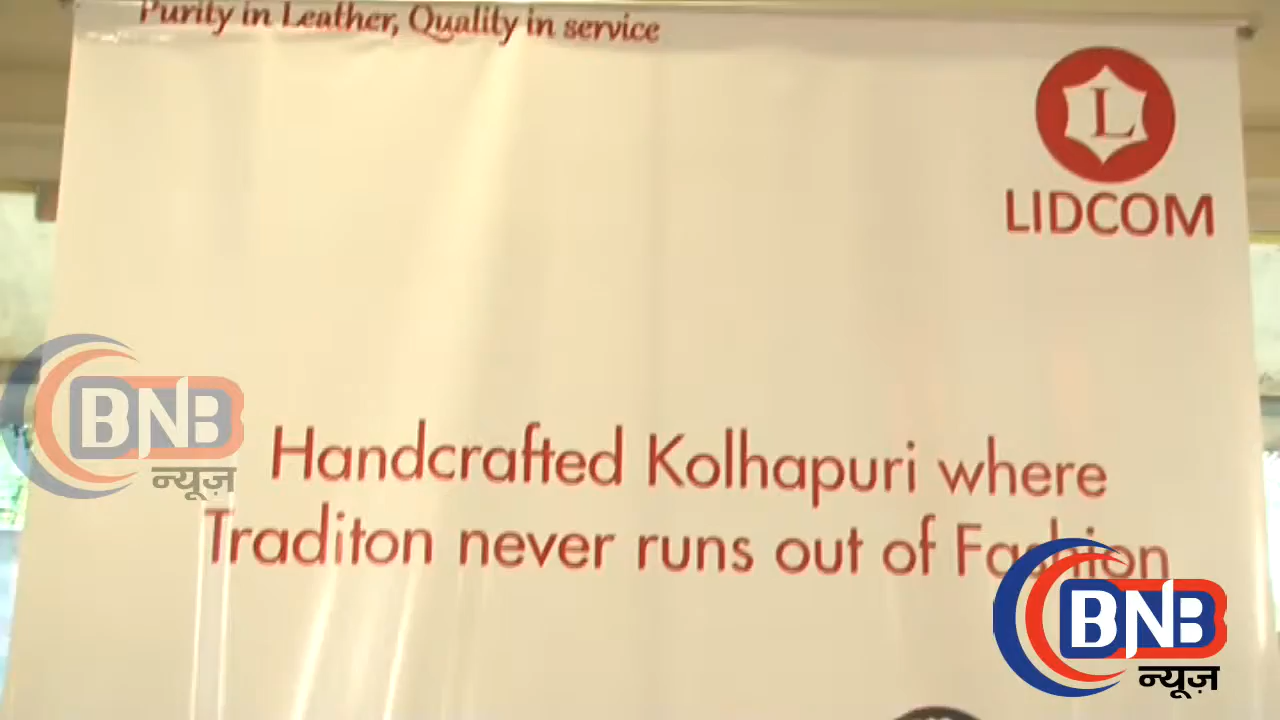 Purity in Leather, Quality in service
L
LIDCOM
BNB
न्यूज़
Handcrafted Kolhapuri where
Traditon never runs out of Fashion
BNB
न्यूज़